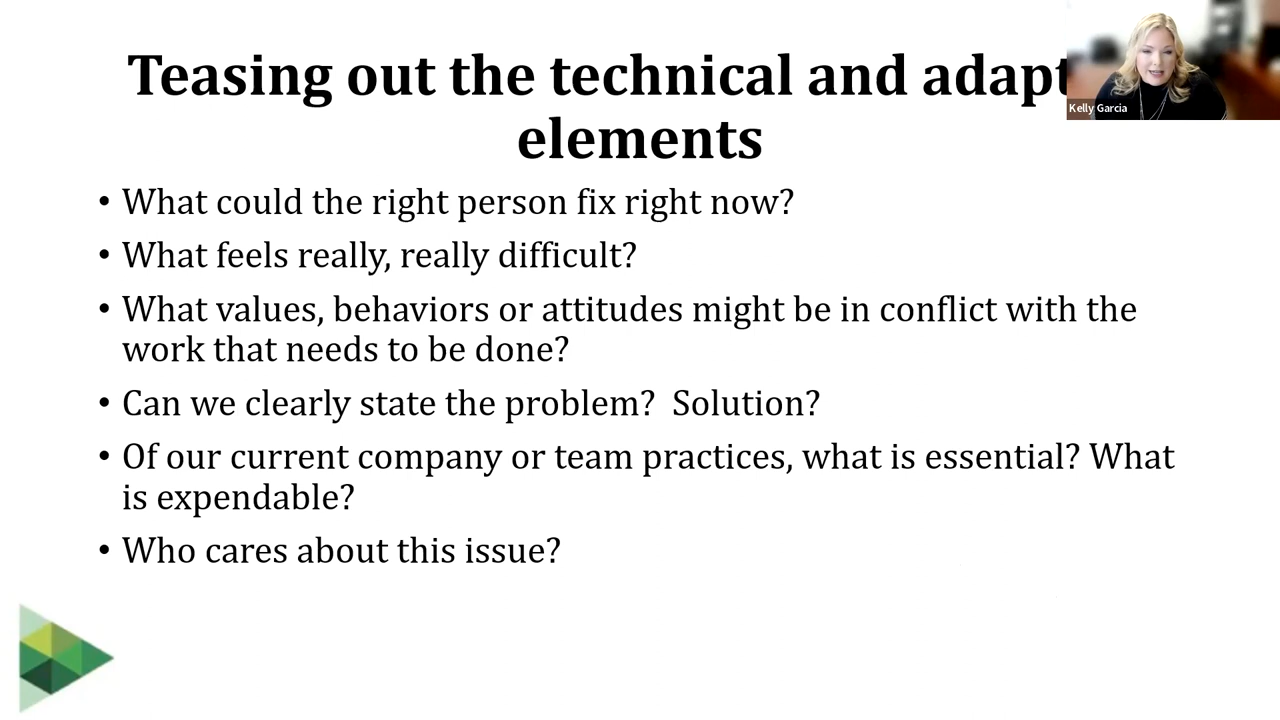 Teasing out the technical and adapt
elements
Kelly Garcia
• What could the right person fix right now?
• What feels really, really difficult?
• What values, behaviors or attitudes might be in conflict with the
work that needs to be done?
• Can we clearly state the problem?  Solution?
• Of our current company or team practices, what is essential? What
is expendable?
• Who cares about this issue?